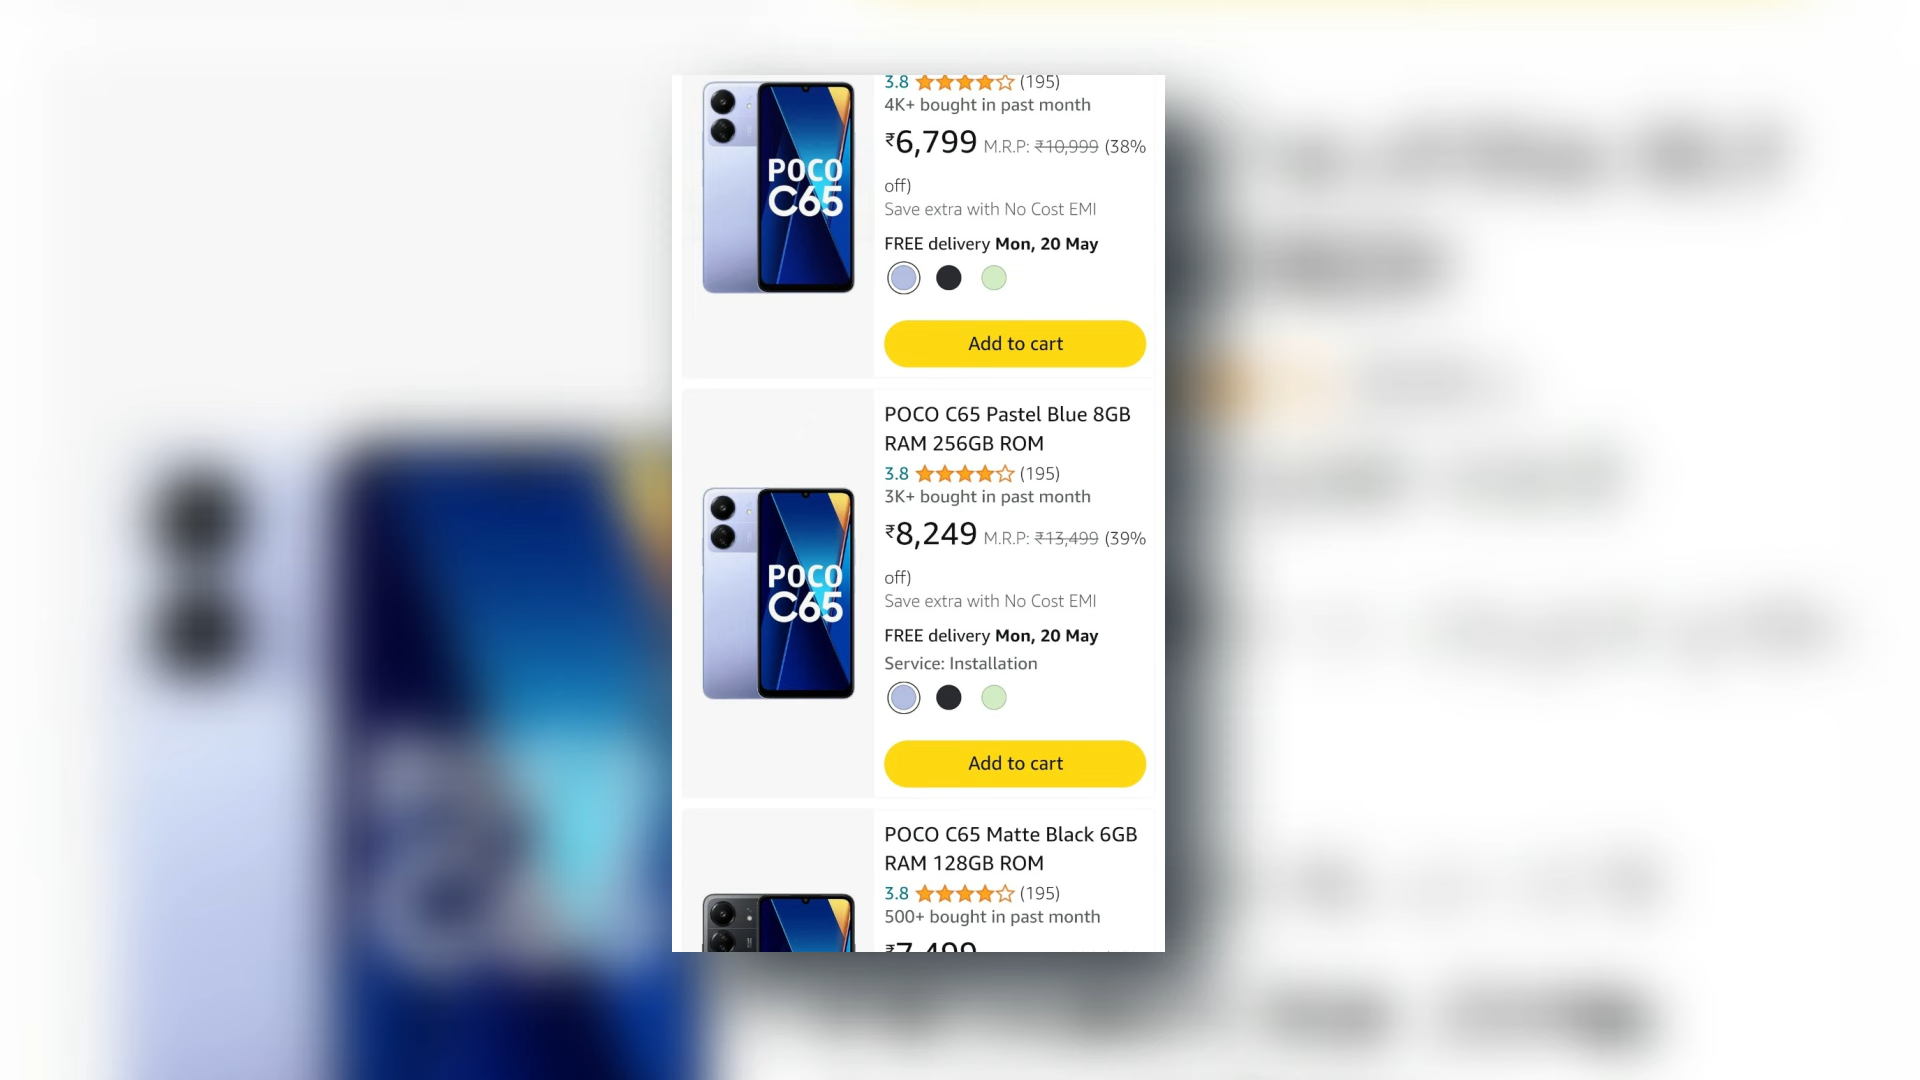 POCO
C65
3.8 (195)
4K+ bought in past month
₹6,799 M.R.P: ₹10,999 (38%
off)
Save extra with No Cost EMI
FREE delivery Mon, 20 May
Add to cart
POCO
C65
POCO C65 Pastel Blue 8GB
RAM 256GB ROM
3.8 (195)
3K+ bought in past month
₹8,249 M.R.P: ₹13,499 (39%
off)
Save extra with No Cost EMI
FREE delivery Mon, 20 May
Service: Installation
Add to cart
POCO C65 Matte Black 6GB
RAM 128GB ROM
3.8 (195)
500+ bought in past month
₹7,499